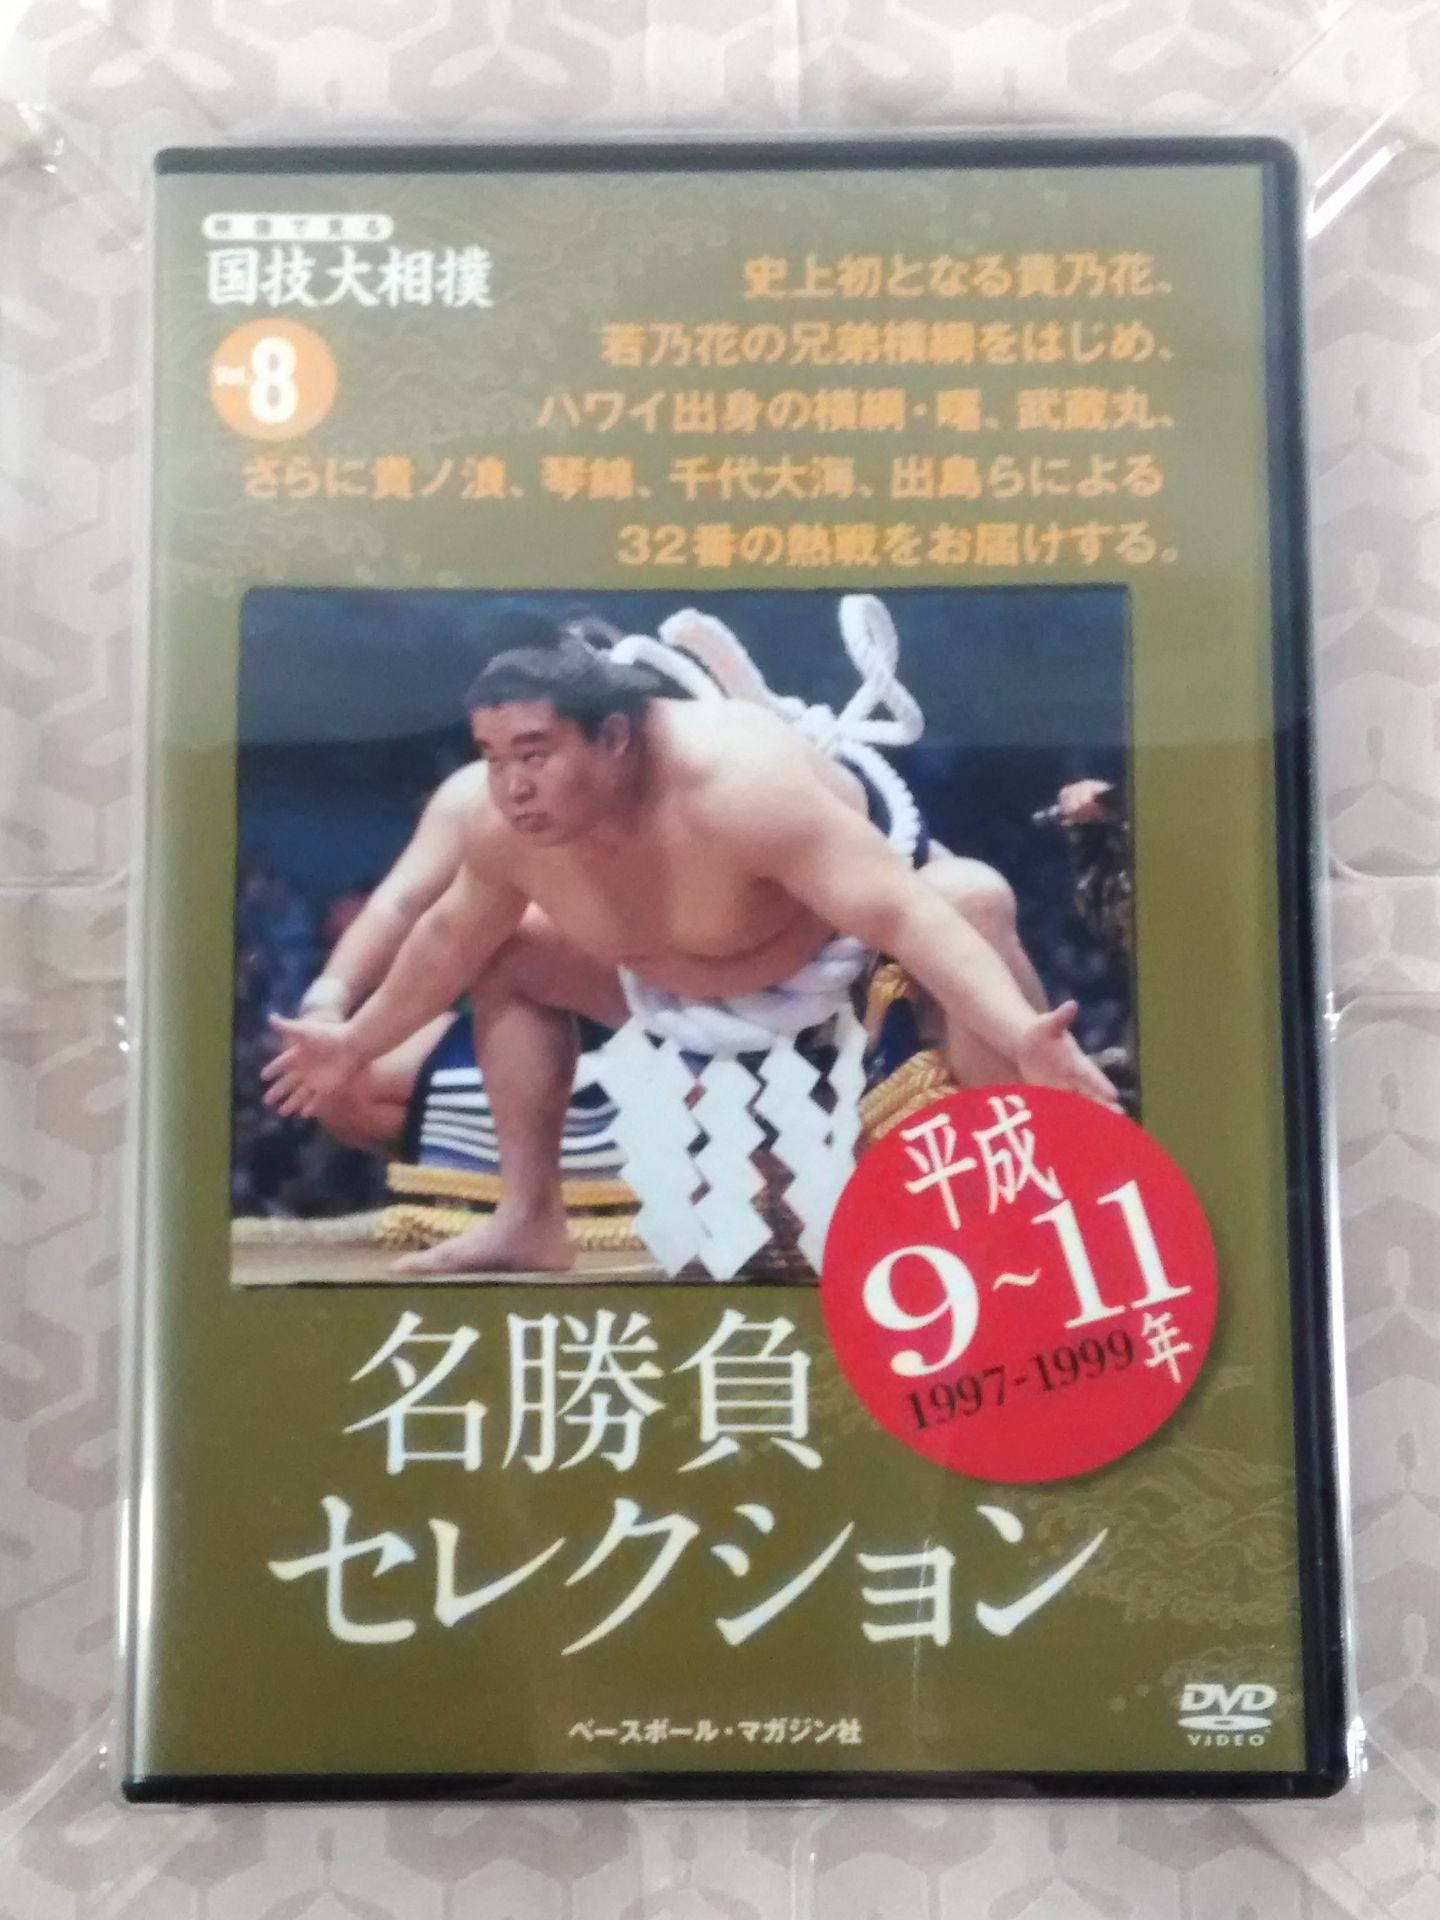 映像で見る
国技大相撲
Vol.8
史上初となる貴乃花、
若乃花の兄弟横綱をはじめ、
ハワイ出身の横綱・曙、武蔵丸、
さらに貴ノ浪、琴錦、千代大海、出島らによる
32番の熱戦をお届けする。
平成
9~11年
1997-1999
名勝負
セレクション
ベースボール・マガジン社
DVD
VIDEO